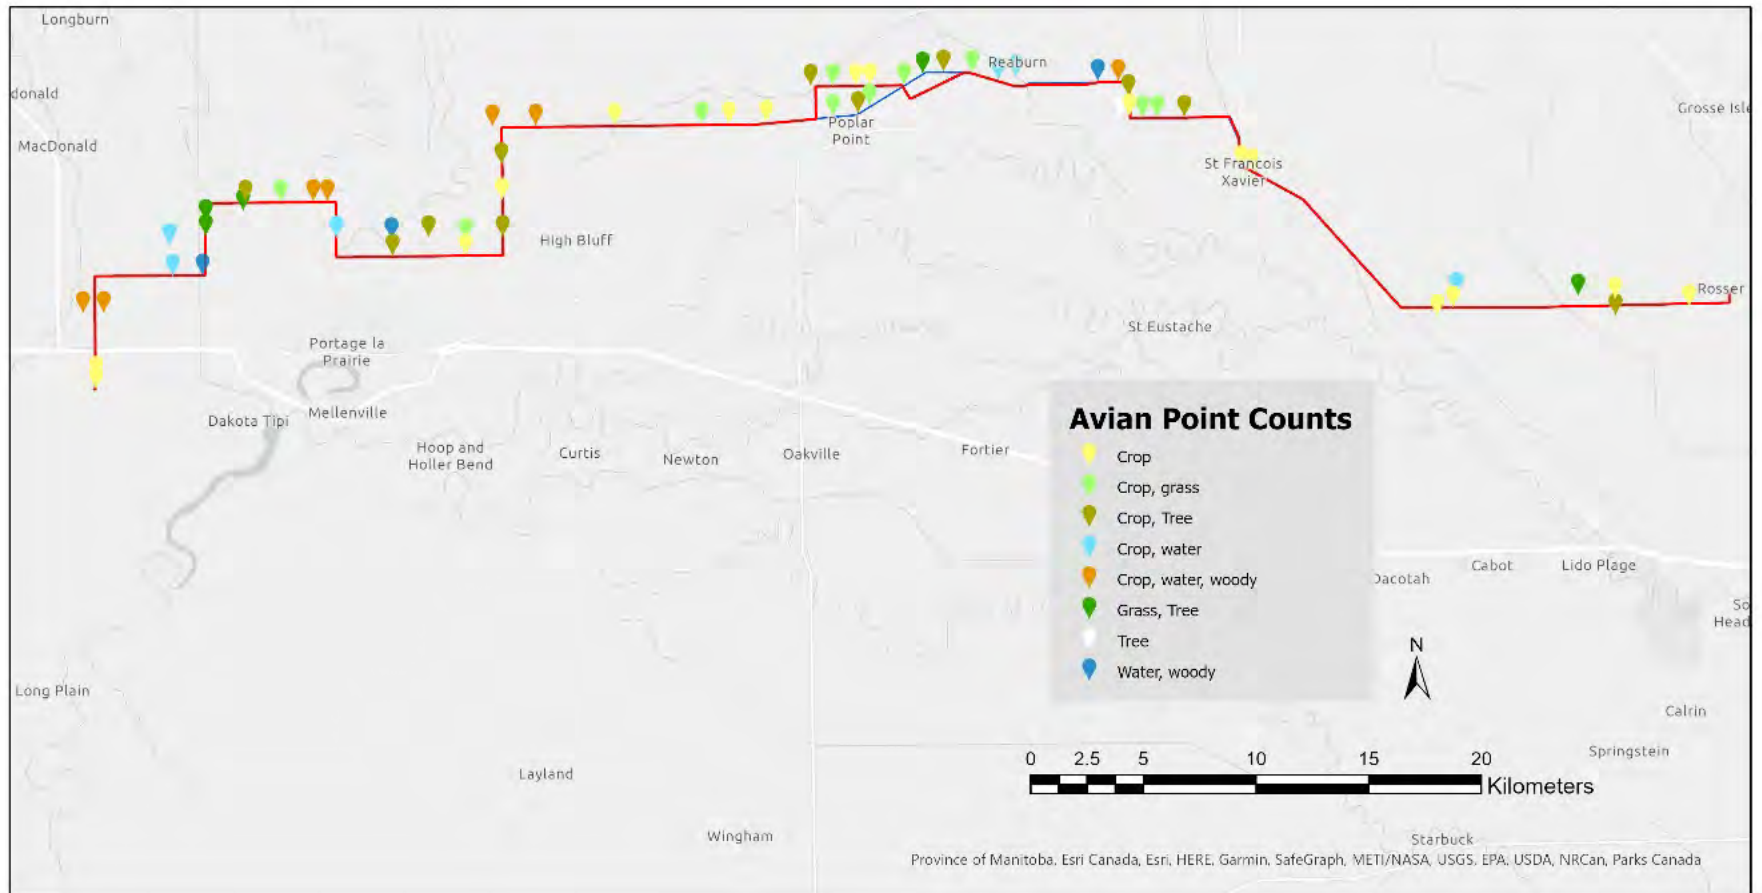 Longburn
donald
MacDonald
Reaburn
Grosse Isle
Poplar
Point
St Francois
Xavier
High Bluff
Rosser
St Eustache
Portage la
Prairie
Dakota Tipi
Mellenville
Hoop and
Holler Bend
Curtis
Newton
Oakville
Fortier
Avian Point Counts
Crop
Crop, grass
Crop, Tree
Crop, water
Crop, water, woody
Grass, Tree
Tree
Water, woody
Dacotah
Cabot
Lido Plage
So
Head
N
Long Plain
Calrin
Springstein
Layland
0 2.5 5 10 15 20
Kilometers
Wingham
Starbuck
Province of Manitoba, Esri Canada, Esri, HERE, Garmin, SafeGraph, METI/NASA, USGS, EPA, USDA, NRCan, Parks Canada